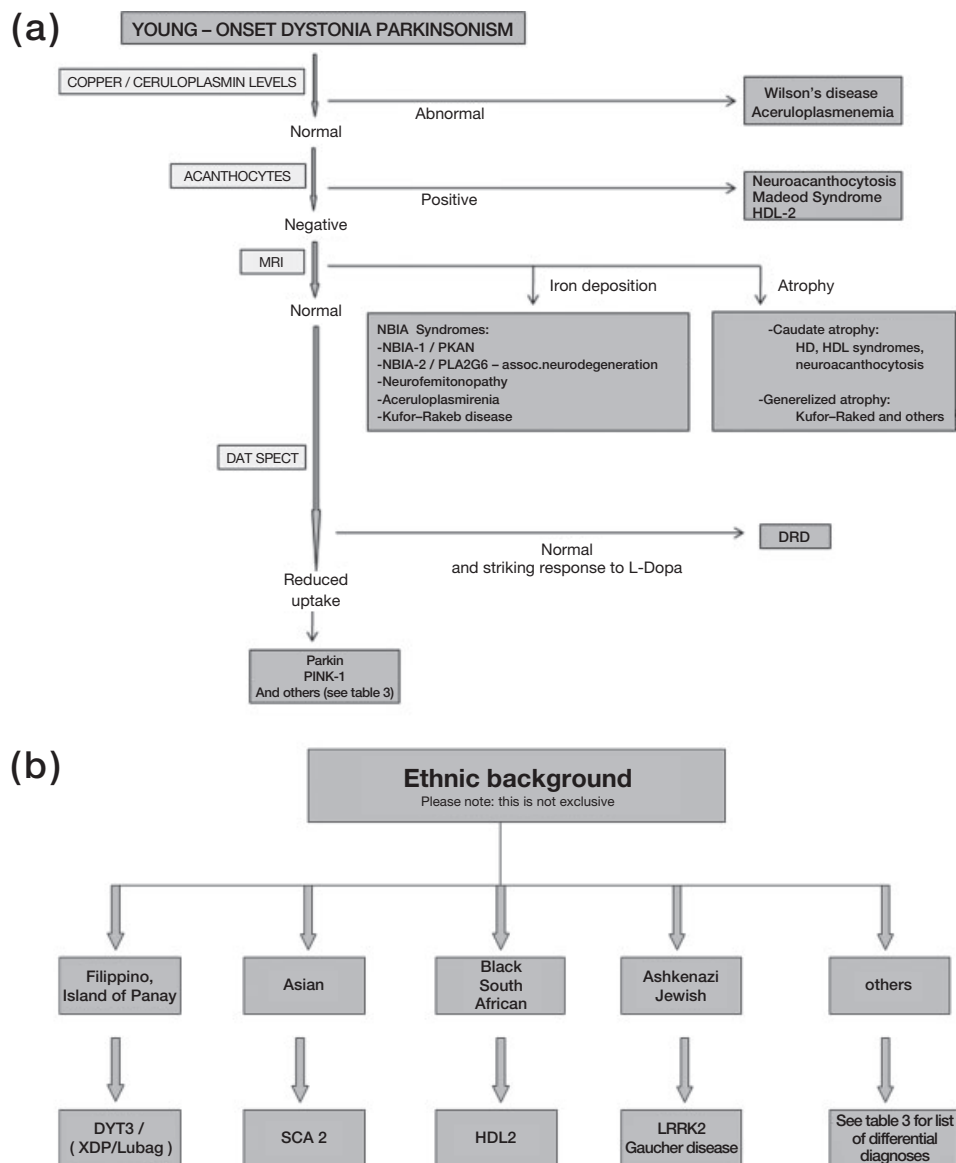 (a)
YOUNG – ONSET DYSTONIA PARKINSONISM
COPPER / CERULOPLASMIN LEVELS
Abnormal
Wilson's disease
Aceruloplasmenemia
Normal
ACANTHOCYTES
Positive
Neuroacanthocytosis
Madeod Syndrome
HDL-2
Negative
MRI
Iron deposition
Atrophy
Normal
NBIA Syndromes:
-NBIA-1 / PKAN
-NBIA-2 / PLA2G6 – assoc.neurodegeneration
-Neurofemitonopathy
-Aceruloplasmirenia
-Kufor–Rakeb disease
-Caudate atrophy:
HD, HDL syndromes,
neuroacanthocytosis
-Generelized atrophy:
Kufor–Raked and others
DAT SPECT
DRD
Normal
and striking response to L-Dopa
Reduced
uptake
Parkin
PINK-1
And others (see table 3)
(b)
Ethnic background
Please note: this is not exclusive
Filippino,
Island of Panay
Asian
Black
South
African
Ashkenazi
Jewish
others
DYT3 /
( XDP/Lubag )
SCA 2
HDL2
LRRK2
Gaucher disease
See table 3 for list
of differential
diagnoses